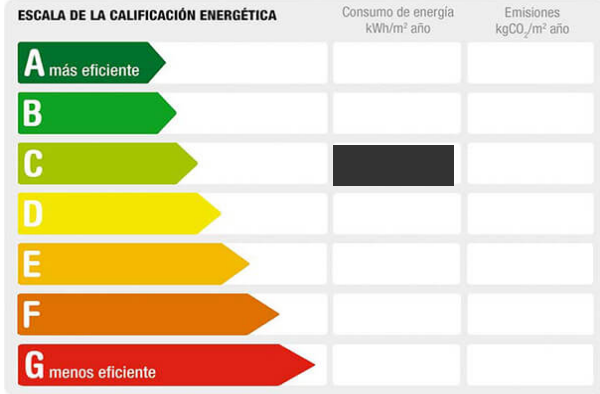 ESCALA DE LA CALIFICACIÓN ENERGÉTICA
Consumo de energía
kWh/m² año
Emisiones
kgCO₂/m² año
A más eficiente
B
C
D
E
F
G menos eficiente